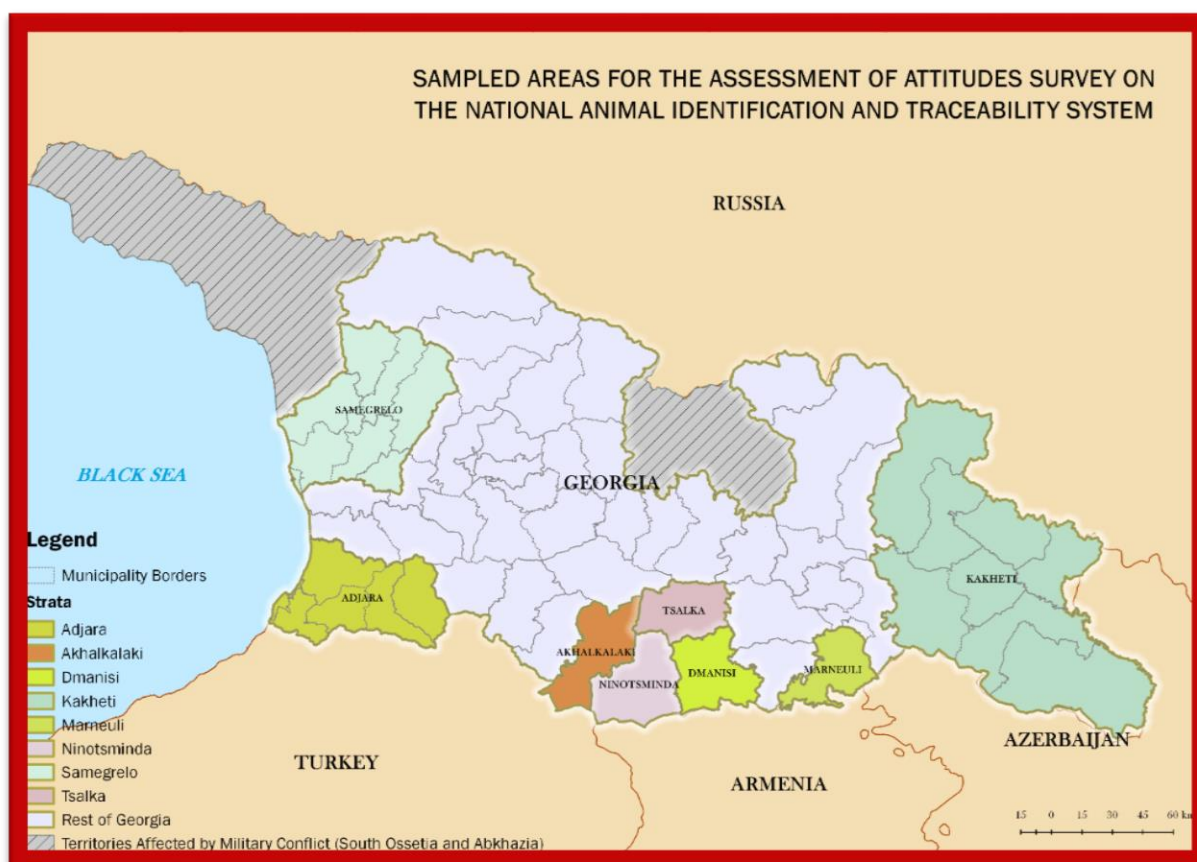 SAMPLED AREAS FOR THE ASSESSMENT OF ATTITUDES SURVEY ON
THE NATIONAL ANIMAL IDENTIFICATION AND TRACEABILITY SYSTEM
RUSSIA
SAMEGRELO
BLACK SEA
GEORGIA
KAKHETI
ADJARA
TSALKA
AKHALKALAKI
NINOTSMINDA
DMANISI
MARNEULI
TURKEY
ARMENIA
AZERBAIJAN
Legend
Municipality Borders
Strata
Adjara
Akhalkalaki
Dmanisi
Kakheti
Marneuli
Ninotsminda
Samegrelo
Tsalka
Rest of Georgia
Territories Affected by Military Conflict (South Ossetia and Abkhazia)
15 0 15 30 45 60 km